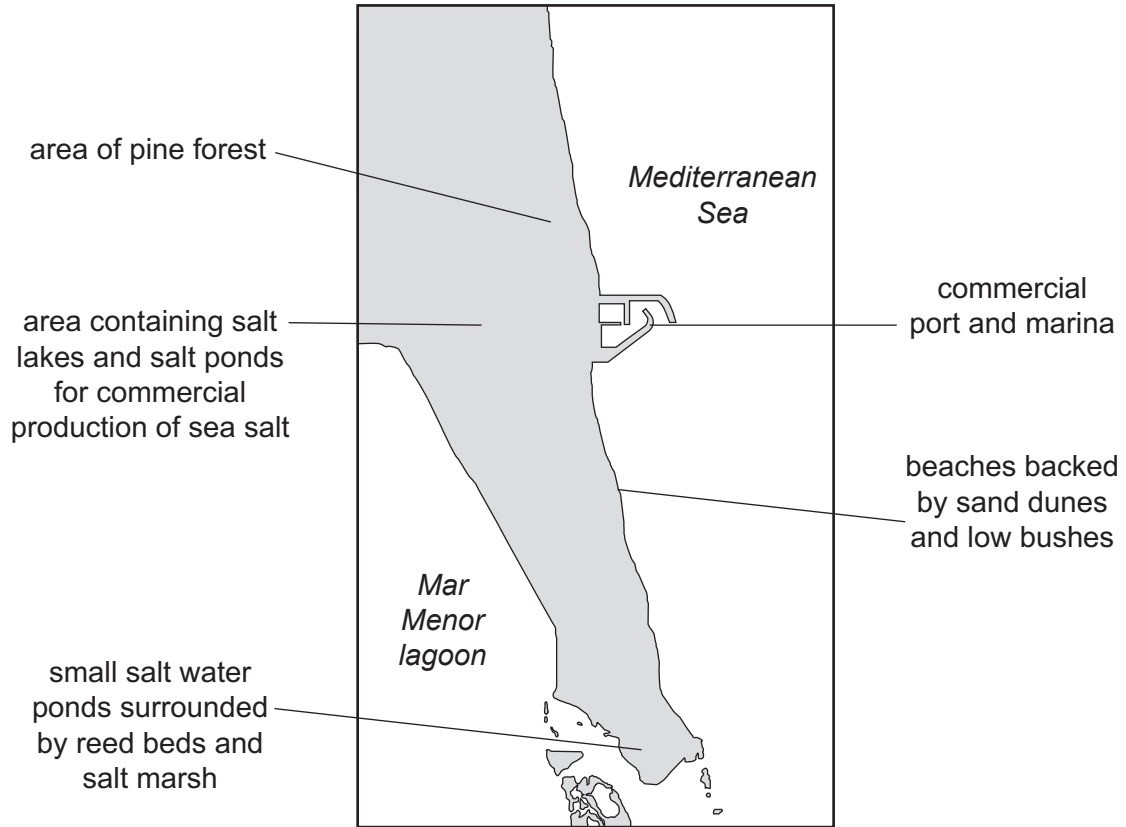 area of pine forest
Mediterranean
Sea
area containing salt
lakes and salt ponds
for commercial
production of sea salt
commercial
port and marina
beaches backed
by sand dunes
and low bushes
Mar
Menor
lagoon
small salt water
ponds surrounded
by reed beds and
salt marsh